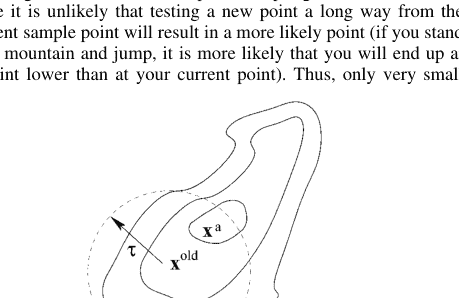 e it is unlikely that testing a new point a long way from the
ent sample point will result in a more likely point (if you stand
mountain and jump, it is more likely that you will end up a
int lower than at your current point). Thus, only very smal
x^a
τ
x^old